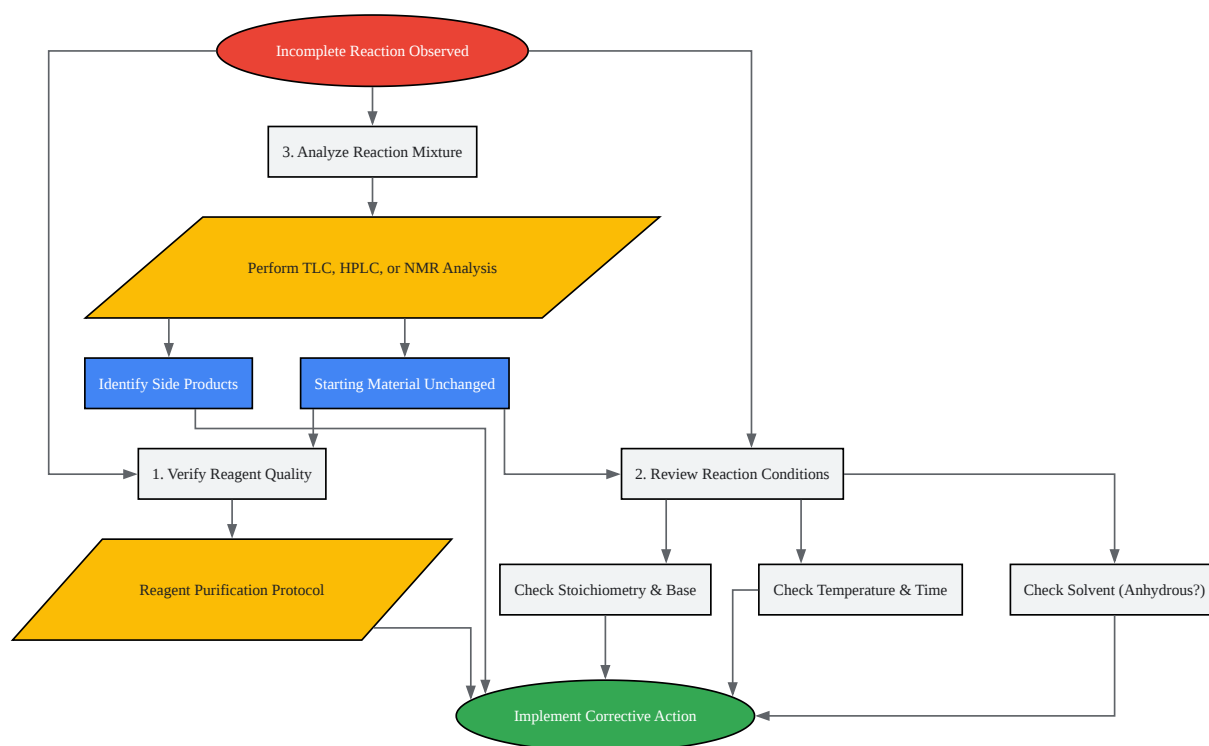 Incomplete Reaction Observed
3. Analyze Reaction Mixture
Perform TLC, HPLC, or NMR Analysis
Identify Side Products
Starting Material Unchanged
1. Verify Reagent Quality
2. Review Reaction Conditions
Reagent Purification Protocol
Check Stoichiometry & Base
Check Temperature & Time
Check Solvent (Anhydrous?)
Implement Corrective Action